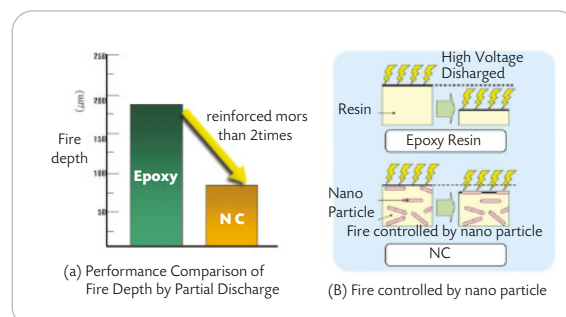 250
(μm)
200
150
100
50
Fire
depth
Epoxy
N C
reinforced mors
than 2times
(a) Performance Comparison of
Fire Depth by Partial Discharge
High Voltage
Disharged
Resin
Epoxy Resin
Nano
Particle
Fire controlled by nano particle
NC
(B) Fire controlled by nano particle